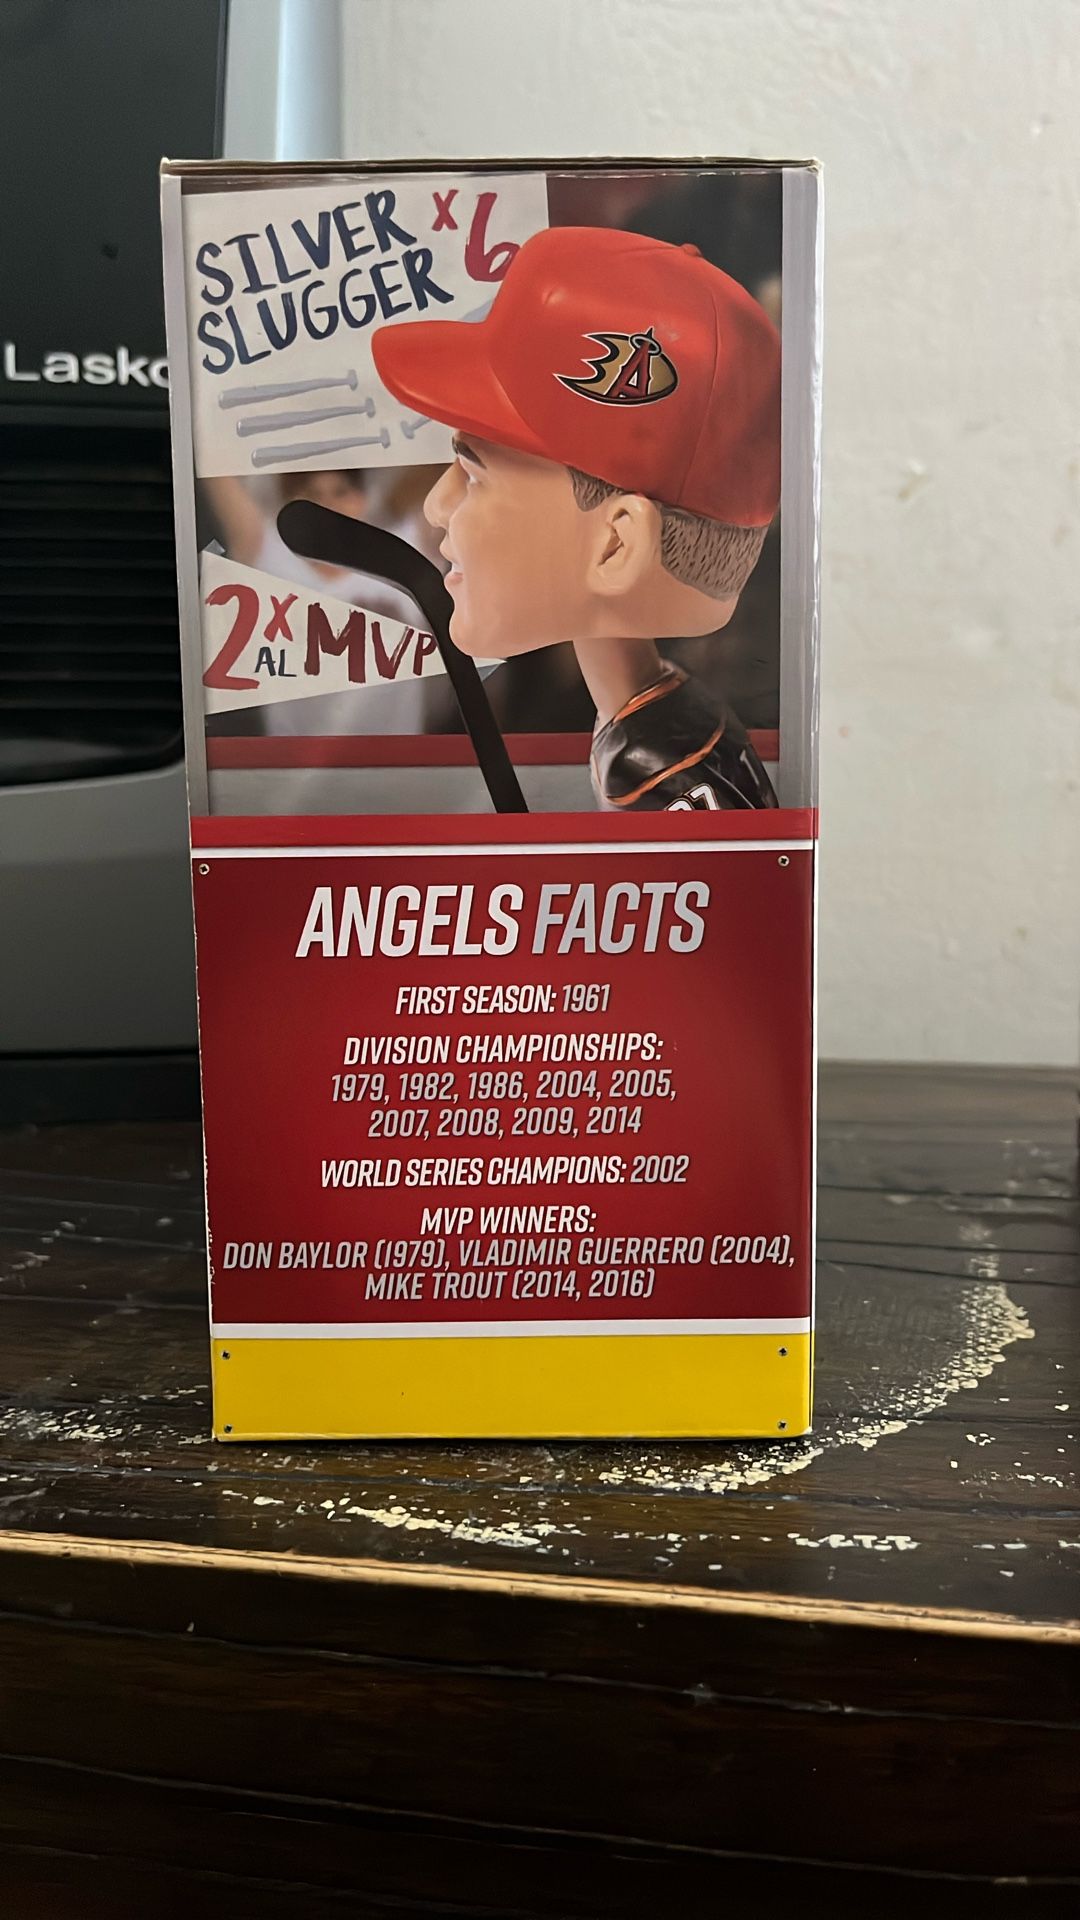 SILVER
SLUGGER
x6
Lasko
2x
AL MVP
27
ANGELS FACTS
FIRST SEASON: 1961
DIVISION CHAMPIONSHIPS:
1979, 1982, 1986, 2004, 2005,
2007, 2008, 2009, 2014
WORLD SERIES CHAMPIONS: 2002
MVP WINNERS:
DON BAYLOR (1979), VLADIMIR GUERRERO (2004),
MIKE TROUT (2014, 2016)